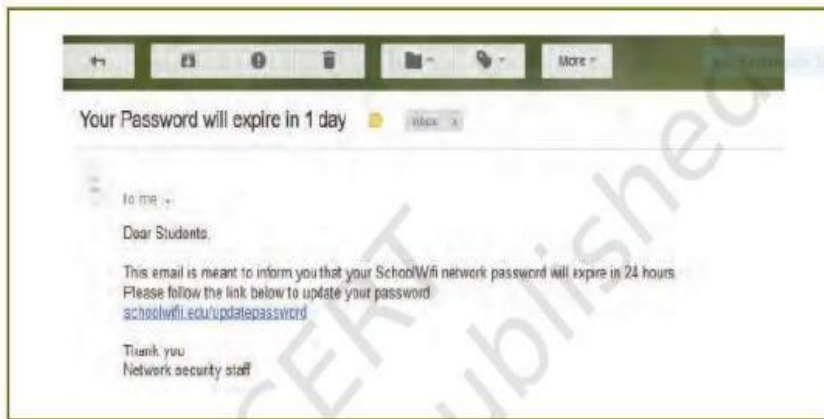 More
Your Password will expire in 1 day
inbox x
to me
Dear Students,
This email is meant to inform you that your SchoolWifi network password will expire in 24 hours
Please follow the link below to update your password
schoolwifi.edu/updatepassword
Thank you
Network security staff
CERT
ublished